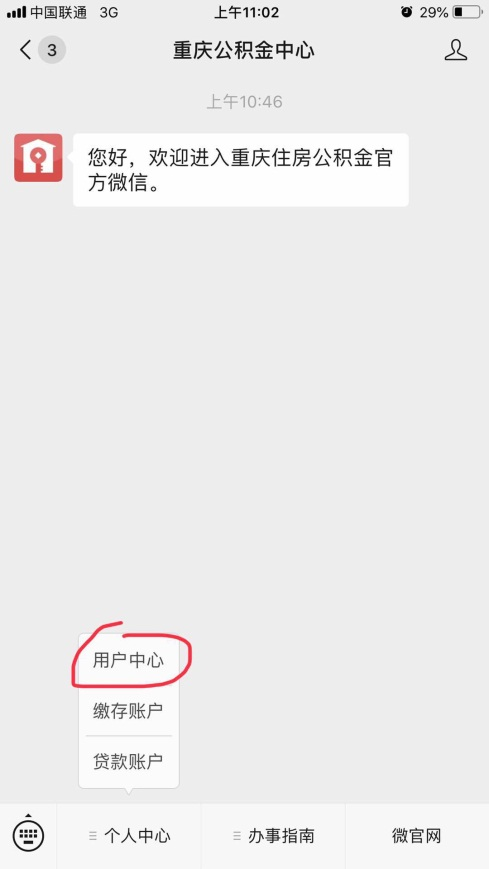 中国联通 3G 上午11:02 29%
3 重庆公积金中心
上午10:46
您好，欢迎进入重庆住房公积金官
方微信。
用户中心
缴存账户
贷款账户
个人中心 办事指南 微官网